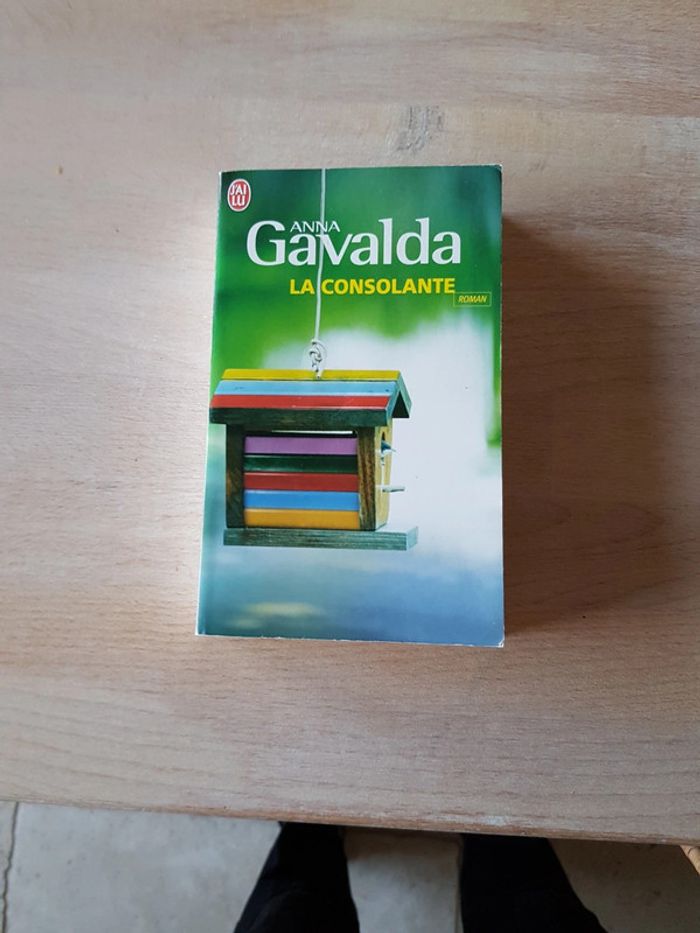 J'AI
LU
ANNA
Gavalda
LA CONSOLANTE
ROMAN